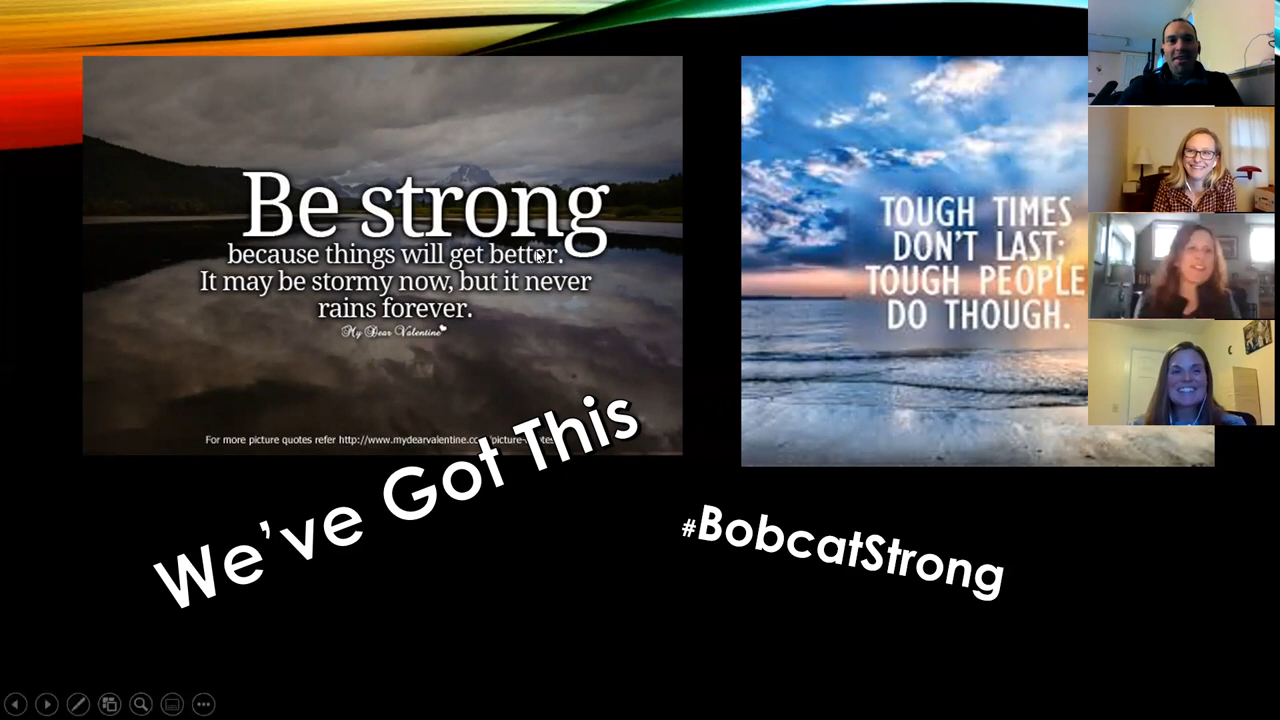 Be strong
because things will get better.
It may be stormy now, but it never
rains forever.
My Dear Valentine
For more picture quotes refer http://www.mydearvalentine.co
TOUGH TIMES
DON'T LAST;
TOUGH PEOPLE
DO THOUGH.
We've Got This
#BobcatStrong